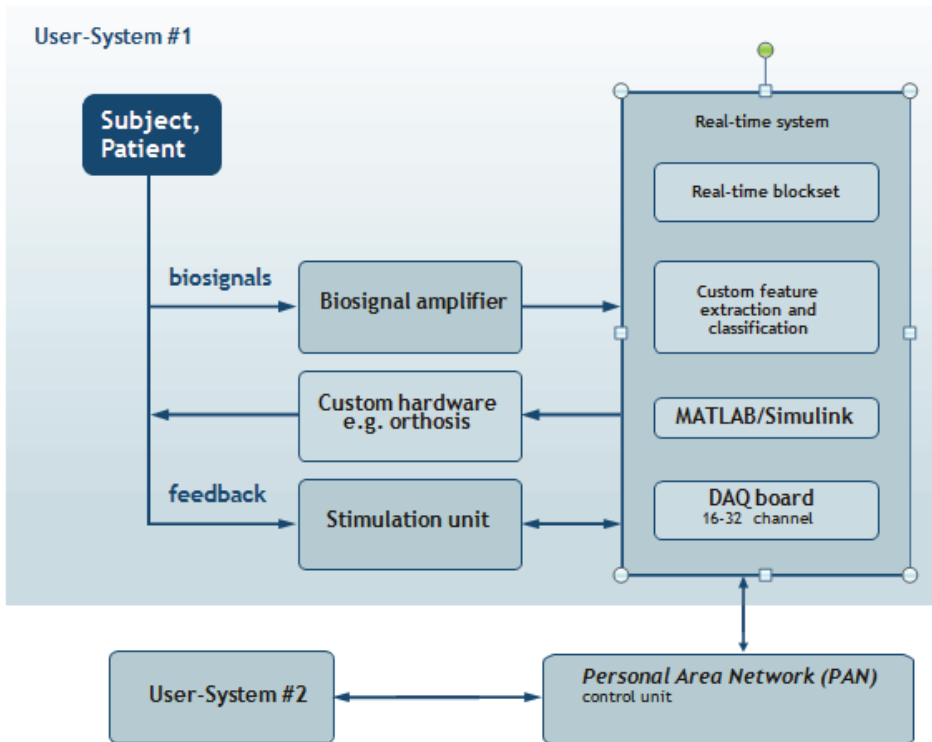 User-System #1
Subject,
Patient
Real-time system
Real-time blockset
biosignals
Biosignal amplifier
Custom feature
extraction and
classification
Custom hardware
e.g. orthosis
MATLAB/Simulink
feedback
Stimulation unit
DAQ board
16-32 channel
User-System #2
Personal Area Network (PAN)
control unit